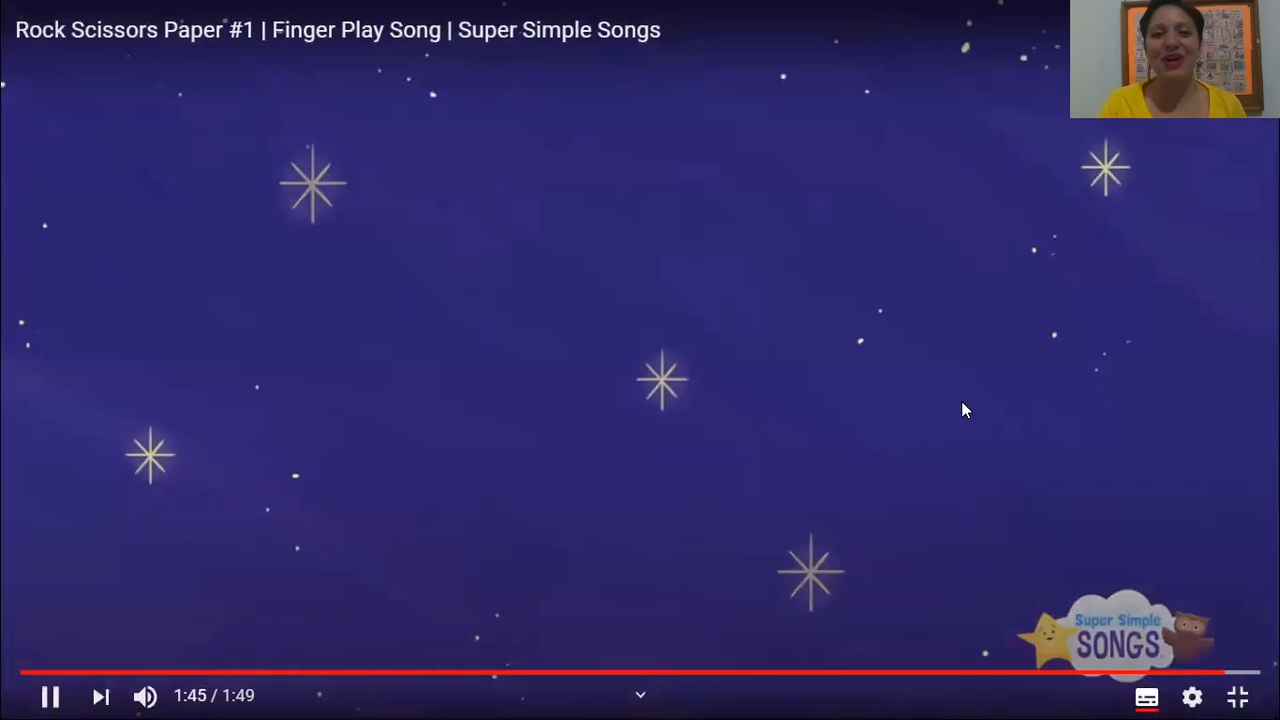 Rock Scissors Paper #1 | Finger Play Song | Super Simple Songs
Super Simple
SONGS
1:45 / 1:49